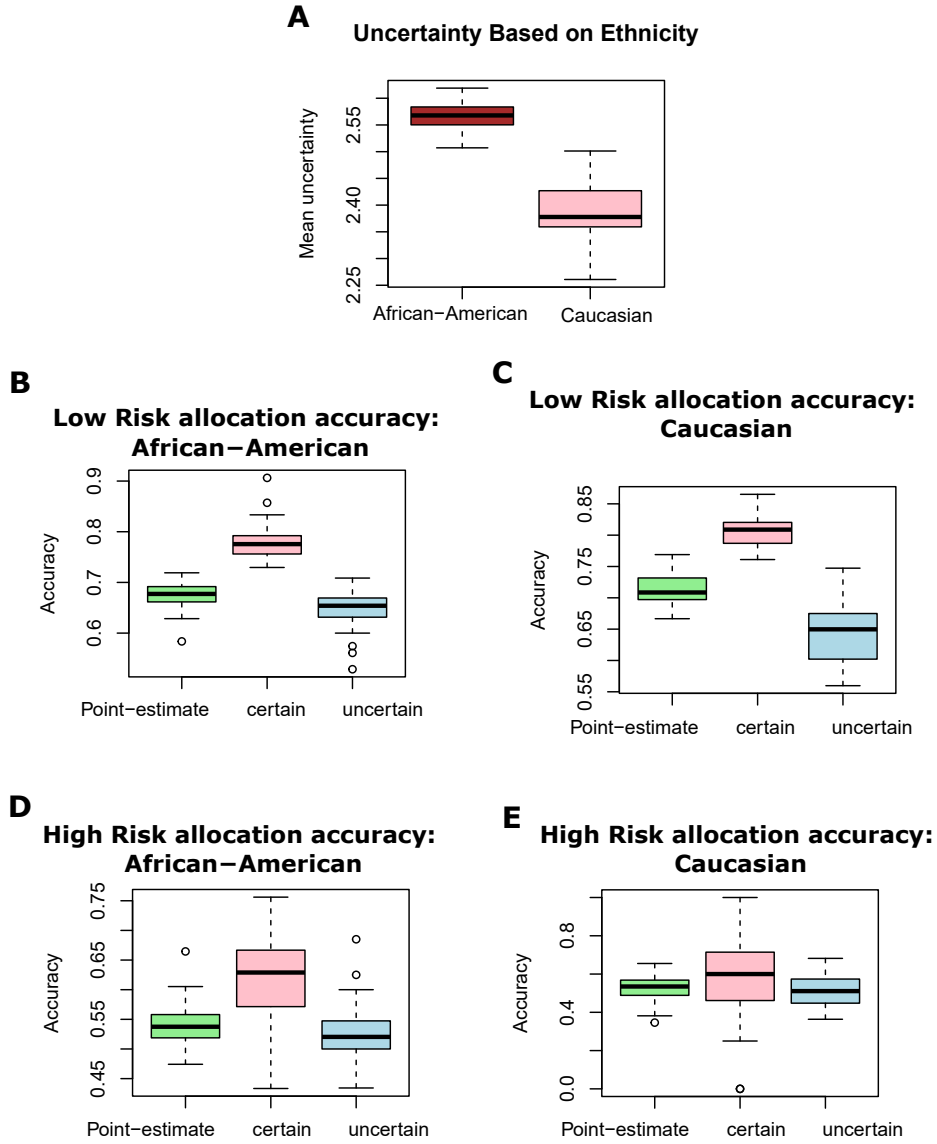 A
Uncertainty Based on Ethnicity
Mean uncertainty
2.55
2.40
2.25
African−American
Caucasian
B
Low Risk allocation accuracy:
African−American
Accuracy
0.9
0.8
0.7
0.6
Point−estimate
certain
uncertain
C
Low Risk allocation accuracy:
Caucasian
Accuracy
0.85
0.75
0.65
0.55
Point−estimate
certain
uncertain
D
High Risk allocation accuracy:
African−American
Accuracy
0.75
0.65
0.55
0.45
Point−estimate
certain
uncertain
E
High Risk allocation accuracy:
Caucasian
Accuracy
0.8
0.4
0.0
Point−estimate
certain
uncertain